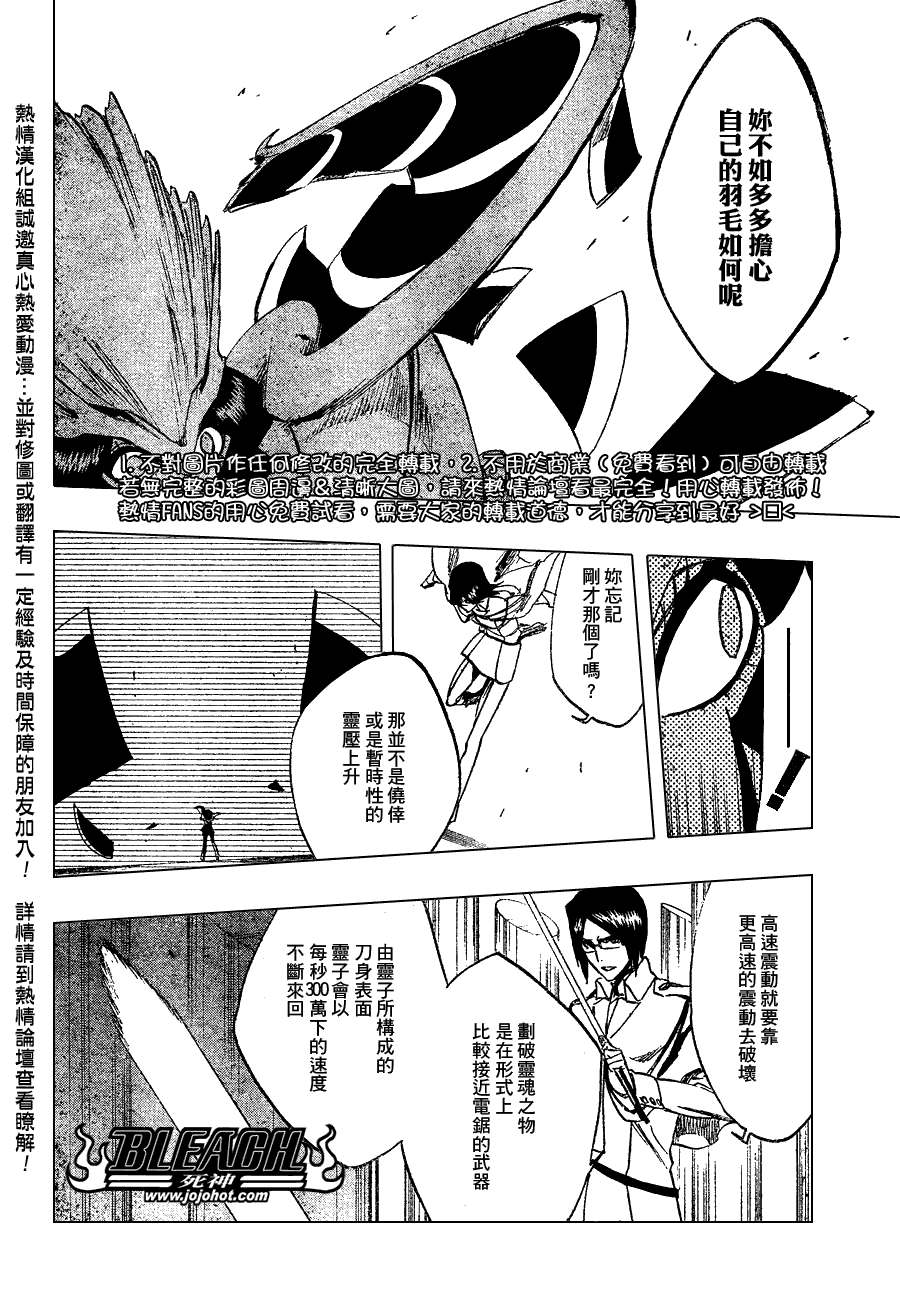 妳不如多多擔心
自己的羽毛如何呢
1. 不對圖片作任何修改的完全轉載，2. 不用於商業（免費看到）可自由轉載
若無完整的彩圖周邊&清晰大圖，請來熱情論壇看最完全！用心轉載發佈！
熱情FANS的用心免費試看，需要大家的轉載道德，才能分享到最好 >口<
——！
妳忘記
剛才那個了嗎？
那並不是僥倖
或是暫時性的
靈壓上升
高速震動就要靠
更高速的震動去破壞
劃破靈魂之物
是在形式上
比較接近電鋸的武器
由靈子所構成的
刀身表面
靈子會以
每秒300萬下的速度
不斷來回
BLEACH
死神
www.jojohot.com
熱情漢化組誠邀真心熱愛動漫…並對修圖或翻譯有一定經驗及時間保障的朋友加入！ 詳情請到熱情論壇查看瞭解！